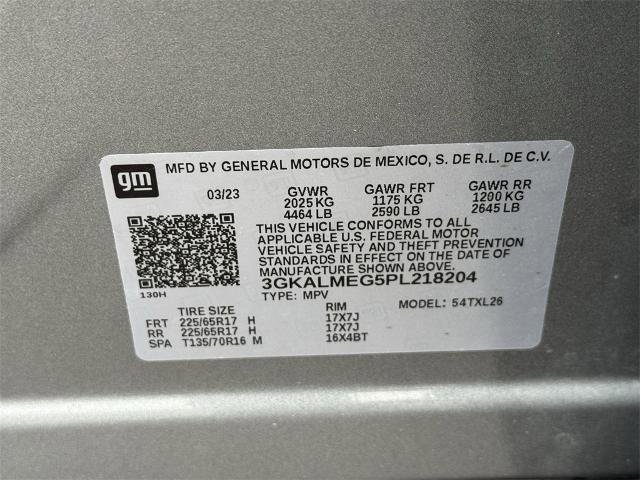 gm
MFD BY GENERAL MOTORS DE MEXICO, S. DE R.L. DE C.V.
03/23 GVWR GAWR FRT GAWR RR
2025 KG 1175 KG 1200 KG
4464 LB 2590 LB 2645 LB
THIS VEHICLE CONFORMS TO ALL
APPLICABLE U.S. FEDERAL MOTOR
VEHICLE SAFETY AND THEFT PREVENTION
STANDARDS IN EFFECT ON THE DATE OF
MANUFACTURE SHOWN ABOVE.
3GKALMEG5PL218204
130H
TYPE: MPV MODEL: 54TXL26
TIRE SIZE RIM
FRT 225/65R17 H 17X7J
RR 225/65R17 H 17X7J
SPA T135/70R16 M 16X4BT